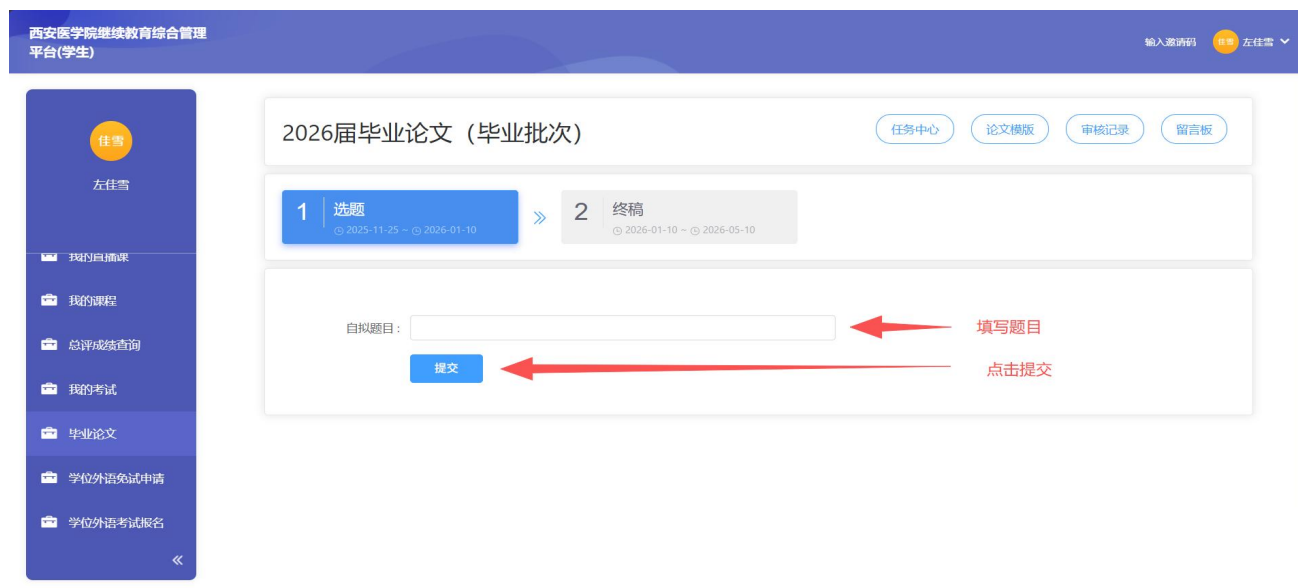 西安医学院继续教育综合管理
平台(学生)
输入邀请码
佳雪
左佳雪
佳雪
左佳雪
我的直播课
我的课程
总评成绩查询
我的考试
毕业论文
学位外语免试申请
学位外语考试报名
2026届毕业论文（毕业批次）
任务中心
论文模版
审核记录
留言板
1 选题
2025-11-25 ~ 2026-01-10
2 终稿
2026-01-10 ~ 2026-05-10
自拟题目：
填写题目
提交
点击提交